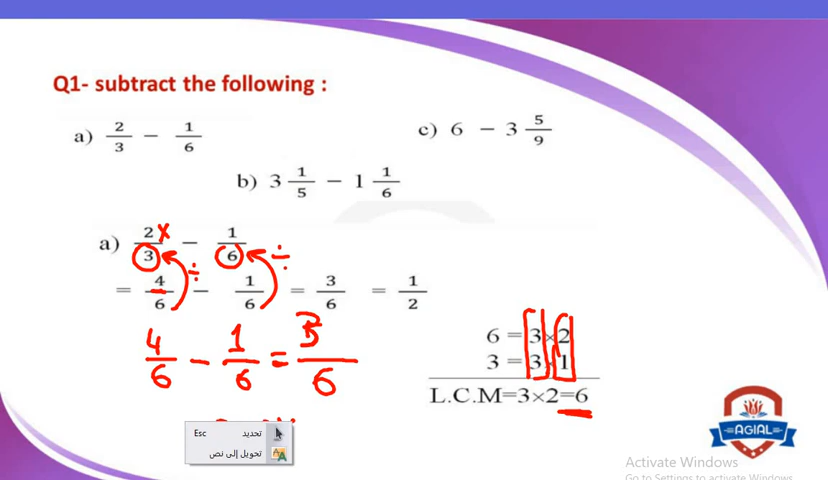 Q1- subtract the following :
a) 2/3 − 1/6
c) 6 − 3 5/9
b) 3 1/5 − 1 1/6
a) 2/3 × − 1/6 ÷
= 4/6 ÷ − 1/6 = 3/6 = 1/2
6 = 3×2
3 = 3 1
4/6 − 1/6 = 3/6
L.C.M=3×2=6
تحديد Esc
تحويل إلى نص
AGIAL
Activate Windows
Go to Settings to activate Windows